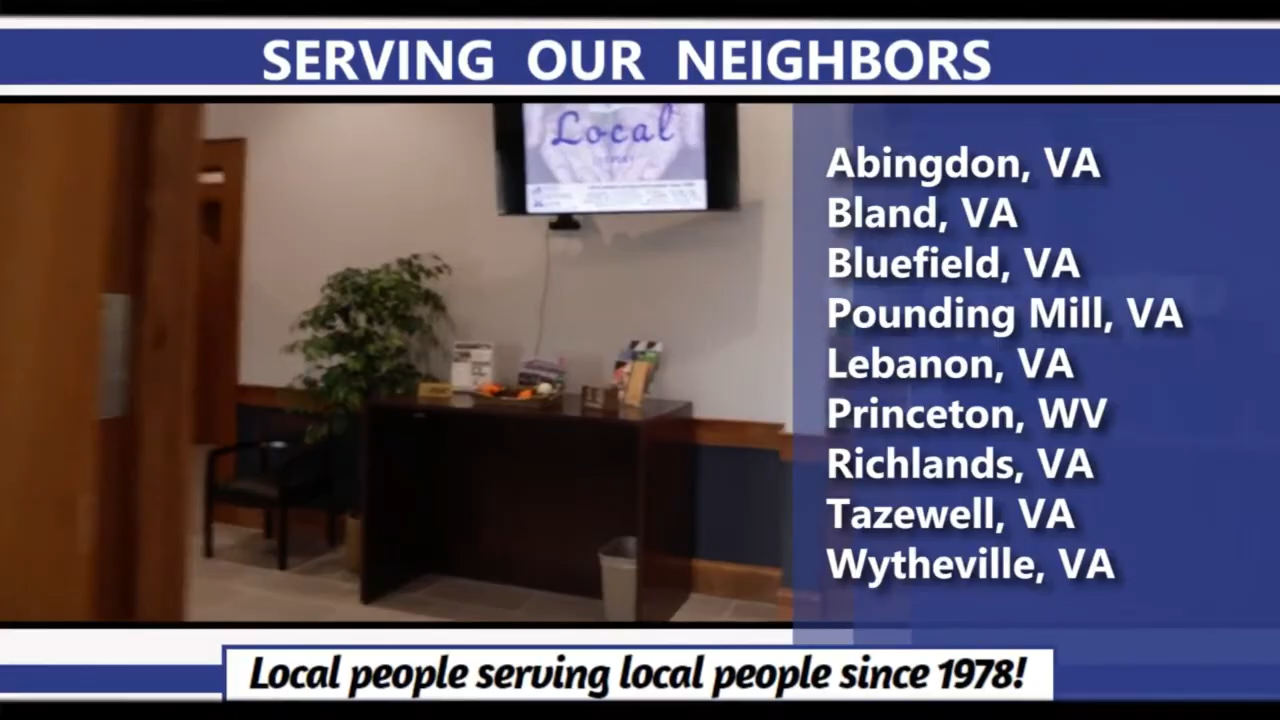 SERVING OUR NEIGHBORS
Local
Abingdon, VA
Bland, VA
Bluefield, VA
Pounding Mill, VA
Lebanon, VA
Princeton, WV
Richlands, VA
Tazewell, VA
Wytheville, VA
Local people serving local people since 1978!